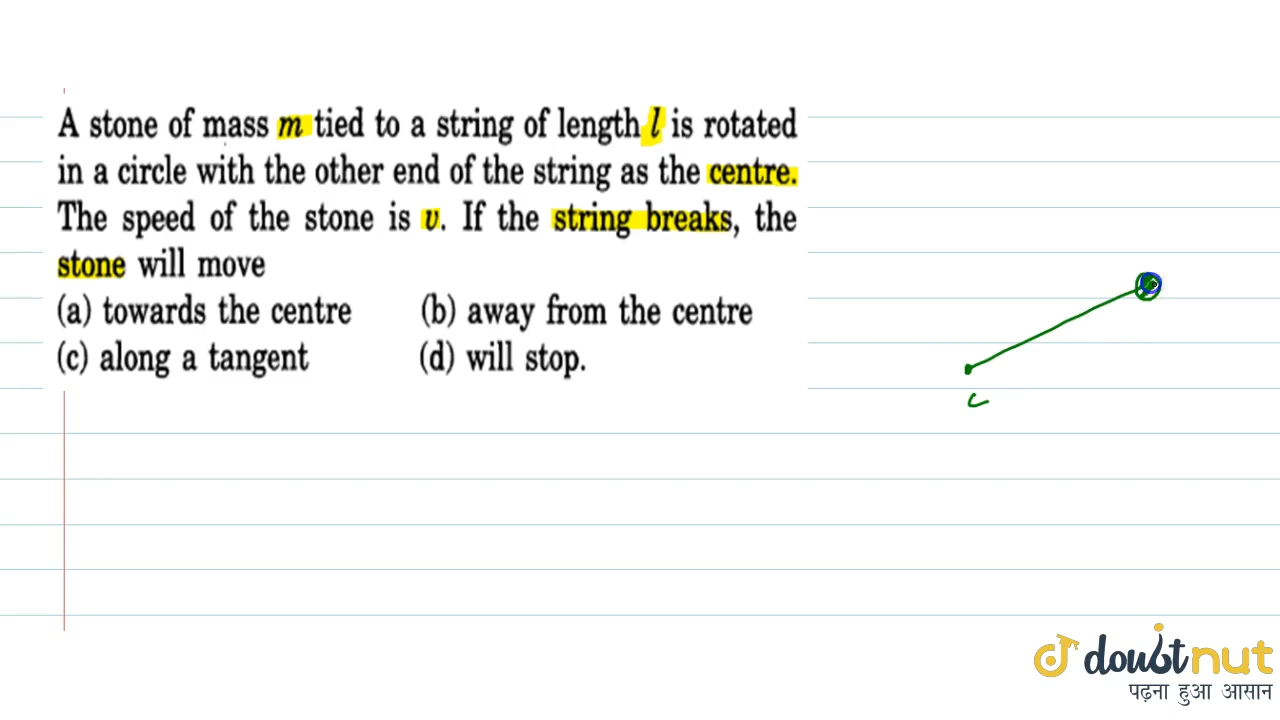 A stone of mass m tied to a string of length l is rotated
in a circle with the other end of the string as the centre.
The speed of the stone is v. If the string breaks, the
stone will move
(a) towards the centre (b) away from the centre
(c) along a tangent (d) will stop.
c
doubtnut
पढ़ना हुआ आसान